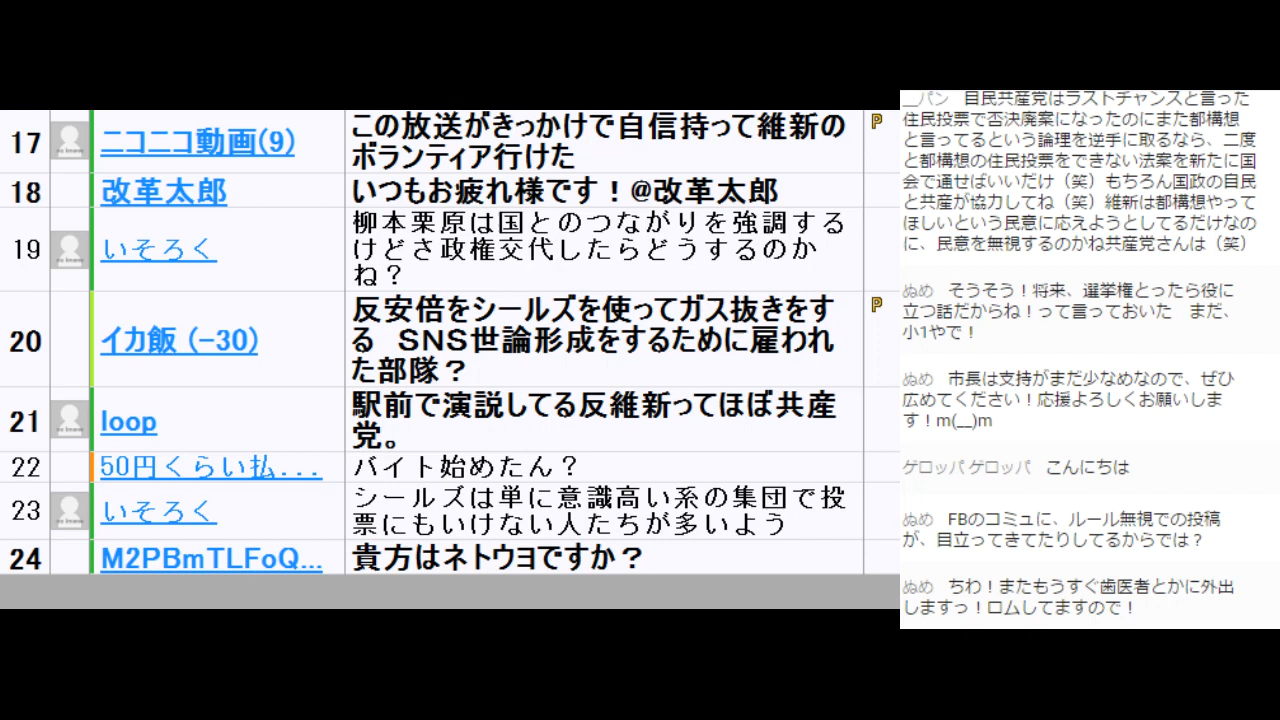 17 ニコニコ動画(9) この放送がきっかけで自信持って維新の
ボランティア行けた
P
18 改革太郎 いつもお疲れ様です！@改革太郎
19 いそろく 柳本栗原は国とのつながりを強調する
けどさ政権交代したらどうするのか
ね？
20 イカ飯 (-30) 反安倍をシールズを使ってガス抜きをす
る　SNS世論形成をするために雇われ
た部隊？
P
21 loop 駅前で演説してる反維新ってほぼ共産
党。
22 50円くらい払... バイト始めたん？
23 いそろく シールズは単に意識高い系の集団で投
票にもいけない人たちが多いよう
24 M2PBmTLFoQ... 貴方はネトウヨですか？
パン　自民共産党はラストチャンスと言った
住民投票で否決廃案になったのにまた都構想
と言ってるという論理を逆手に取るなら、二度
と都構想の住民投票をできない法案を新たに国
会で通せばいいだけ（笑）もちろん国政の自民
と共産が協力してね（笑）維新は都構想やって
ほしいという民意に応えようとしてるだけなの
に、民意を無視するのかね共産党さんは（笑）
ぬめ　そうそう！将来、選挙権とったら役に
立つ話だからね！って言っておいた　まだ、
小1やで！
ぬめ　市長は支持がまだ少なめなので、ぜひ
広めてください！応援よろしくお願いしま
す！m(__)m
ゲロッパ ゲロッパ　こんにちは
ぬめ　FBのコミュに、ルール無視での投稿
が、目立ってきてたりしてるからでは？
ぬめ　ちわ！またもうすぐ歯医者とかに外出
しますっ！ロムしてますので！